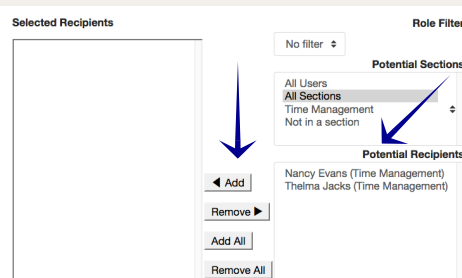 Selected Recipients
Role Filter
No filter
Potential Sections
All Users
All Sections
Time Management
Not in a section
Potential Recipients
Nancy Evans (Time Management)
Thelma Jacks (Time Management)
◀ Add
Remove ▶
Add All
Remove All